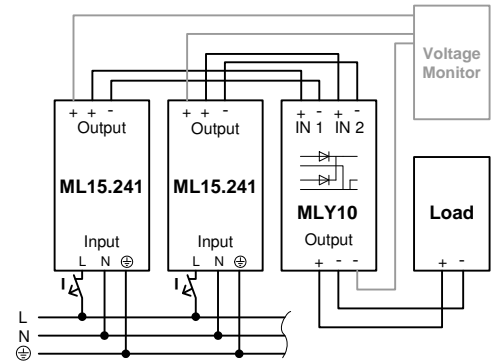 Voltage
Monitor
+ + -
Output
ML15.241
Input
L N
I
+ + -
Output
ML15.241
Input
L N
I
+ - + -
IN 1 IN 2
MLY10
Output
+ - -
Load
+ -
L
N